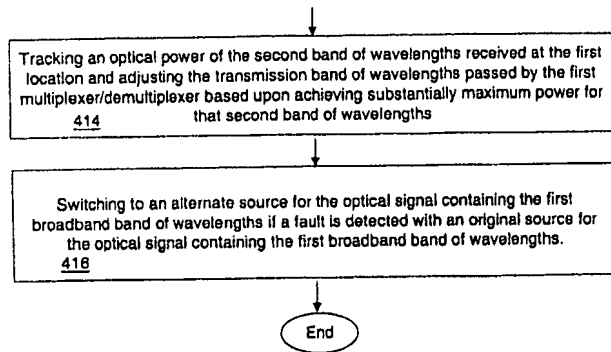 Tracking an optical power of the second band of wavelengths received at the first
location and adjusting the transmission band of wavelengths passed by the first
multiplexer/demultiplexer based upon achieving substantially maximum power for
414 that second band of wavelengths
Switching to an alternate source for the optical signal containing the first
broadband band of wavelengths if a fault is detected with an original source for
the optical signal containing the first broadband band of wavelengths.
416
End